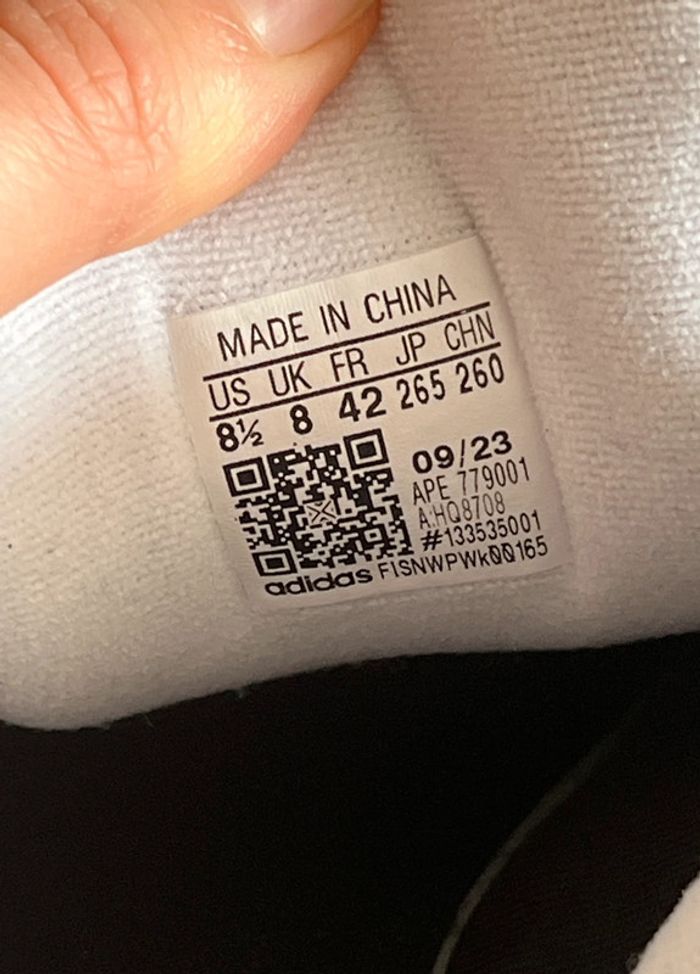 MADE IN CHINA
US UK FR JP CHN
8½ 8 42 265 260
09/23
APE 779001
A:HQ8708
#133535001
adidas FISNWPWk00165